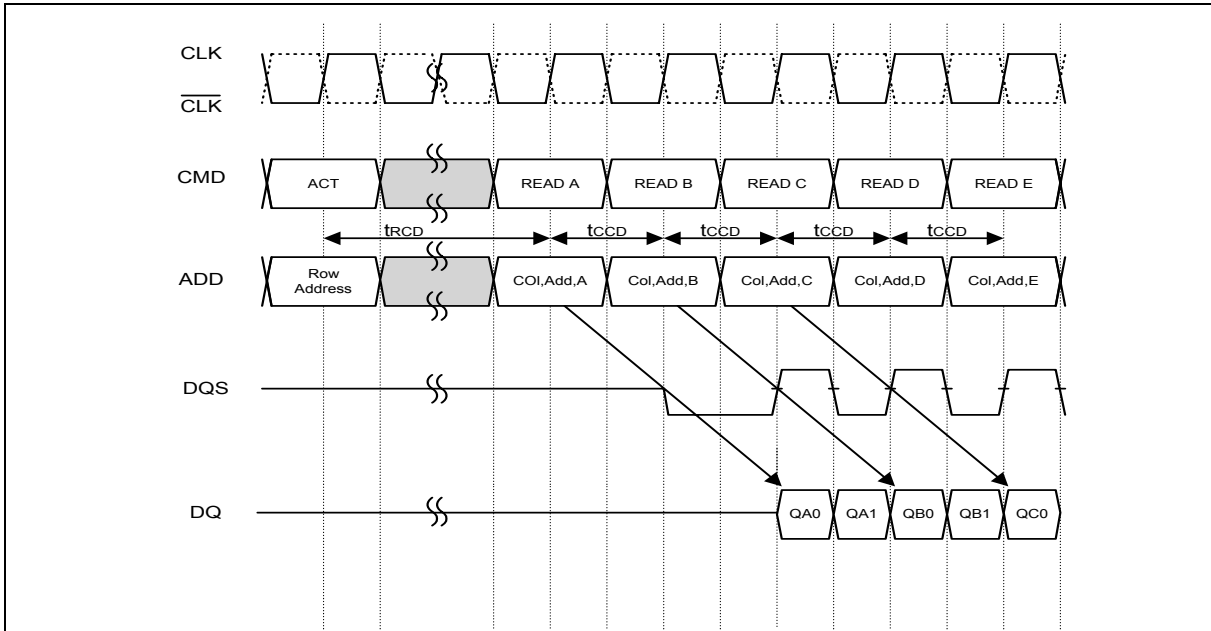 CLK
CLK
CMD
ACT
READ A
READ B
READ C
READ D
READ E
tRCD
tCCD
tCCD
tCCD
tCCD
ADD
Row
Address
COl,Add,A
Col,Add,B
Col,Add,C
Col,Add,D
Col,Add,E
DQS
DQ
QA0
QA1
QB0
QB1
QC0